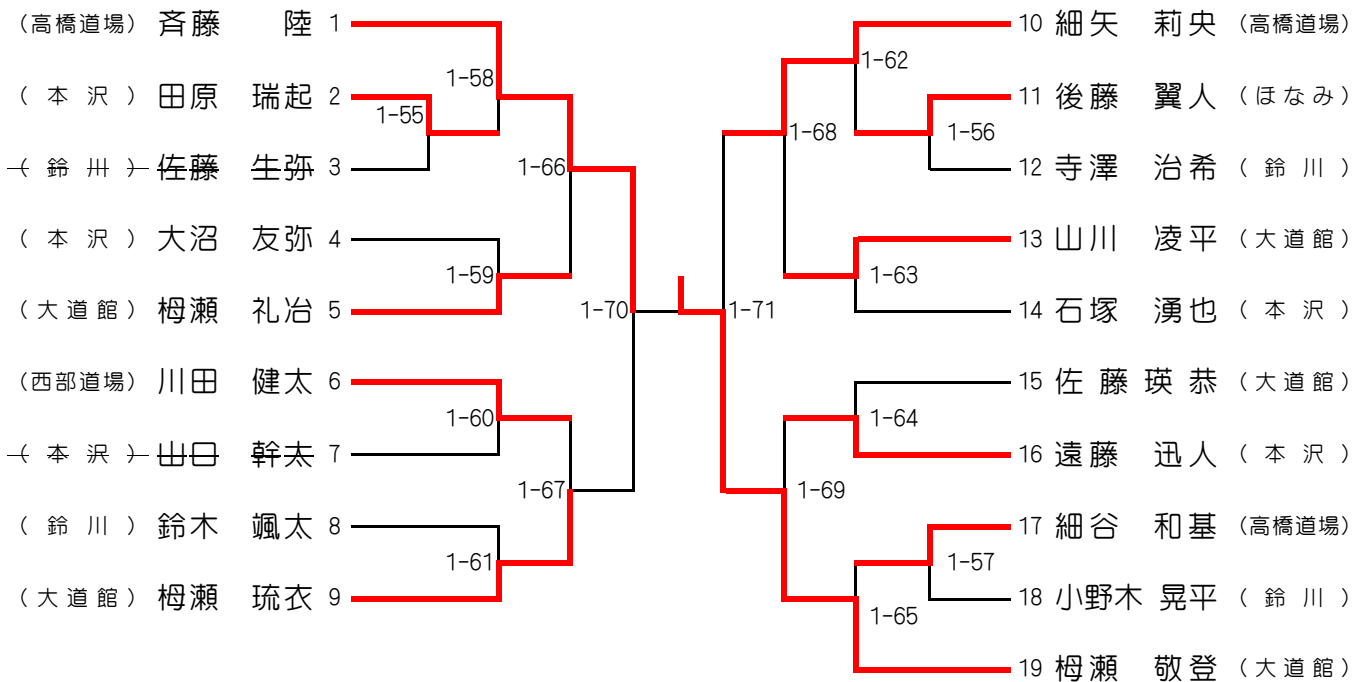 (高橋道場) 斉藤 陸 1
(本沢) 田原 瑞起 2
(鈴川) 佐藤 生弥 3
(本沢) 大沼 友弥 4
(大道館) 栂瀬 礼冶 5
(西部道場) 川田 健太 6
(本沢) 山口 幹太 7
(鈴川) 鈴木 颯太 8
(大道館) 栂瀬 琉衣 9
1-55
1-58
1-59
1-60
1-61
1-66
1-67
1-70
1-71
1-68
1-69
1-62
1-63
1-64
1-65
1-56
1-57
10 細矢 莉央 (高橋道場)
11 後藤 翼人 (ほなみ)
12 寺澤 治希 (鈴川)
13 山川 凌平 (大道館)
14 石塚 湧也 (本沢)
15 佐藤瑛恭 (大道館)
16 遠藤 迅人 (本沢)
17 細谷 和基 (高橋道場)
18 小野木 晃平 (鈴川)
19 栂瀬 敬登 (大道館)